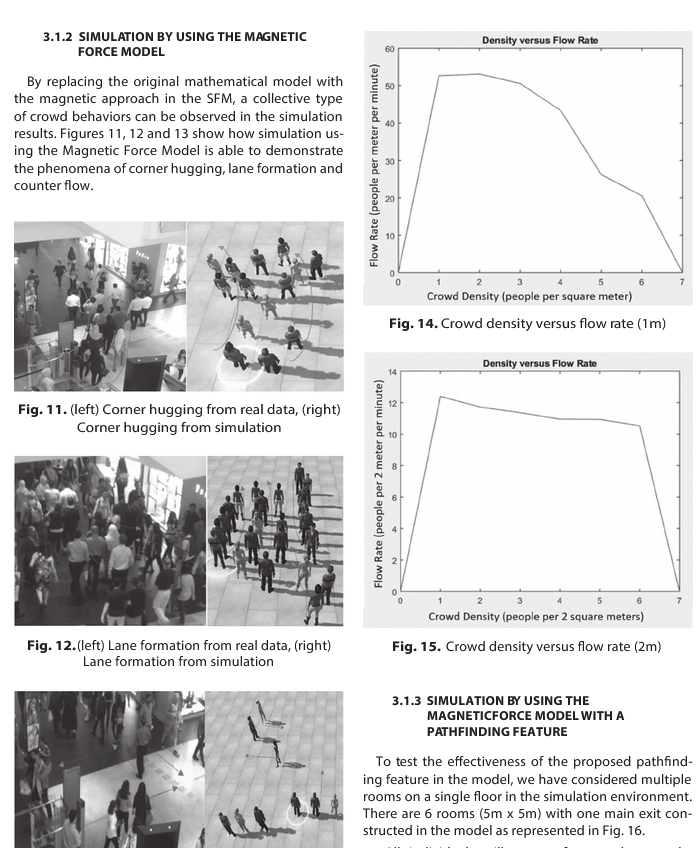 3.1.2 SIMULATION BY USING THE MAGNETIC
FORCE MODEL
By replacing the original mathematical model with
the magnetic approach in the SFM, a collective type
of crowd behaviors can be observed in the simulation
results. Figures 11, 12 and 13 show how simulation us-
ing the Magnetic Force Model is able to demonstrate
the phenomena of corner hugging, lane formation and
counter flow.
Fig. 11. (left) Corner hugging from real data, (right)
Corner hugging from simulation
Fig. 12.(left) Lane formation from real data, (right)
Lane formation from simulation
Density versus Flow Rate
Flow Rate (people per meter per minute)
60
50
40
30
20
10
0
0 1 2 3 4 5 6 7
Crowd Density (people per square meter)
Fig. 14. Crowd density versus flow rate (1m)
Density versus Flow Rate
Flow Rate (people per 2 meter per minute)
14
12
10
8
6
4
2
0
0 1 2 3 4 5 6 7
Crowd Density (people per 2 square meters)
Fig. 15. Crowd density versus flow rate (2m)
3.1.3 SIMULATION BY USING THE
MAGNETICFORCE MODEL WITH A
PATHFINDING FEATURE
To test the effectiveness of the proposed pathfind-
ing feature in the model, we have considered multiple
rooms on a single floor in the simulation environment.
There are 6 rooms (5m x 5m) with one main exit con-
structed in the model as represented in Fig. 16.